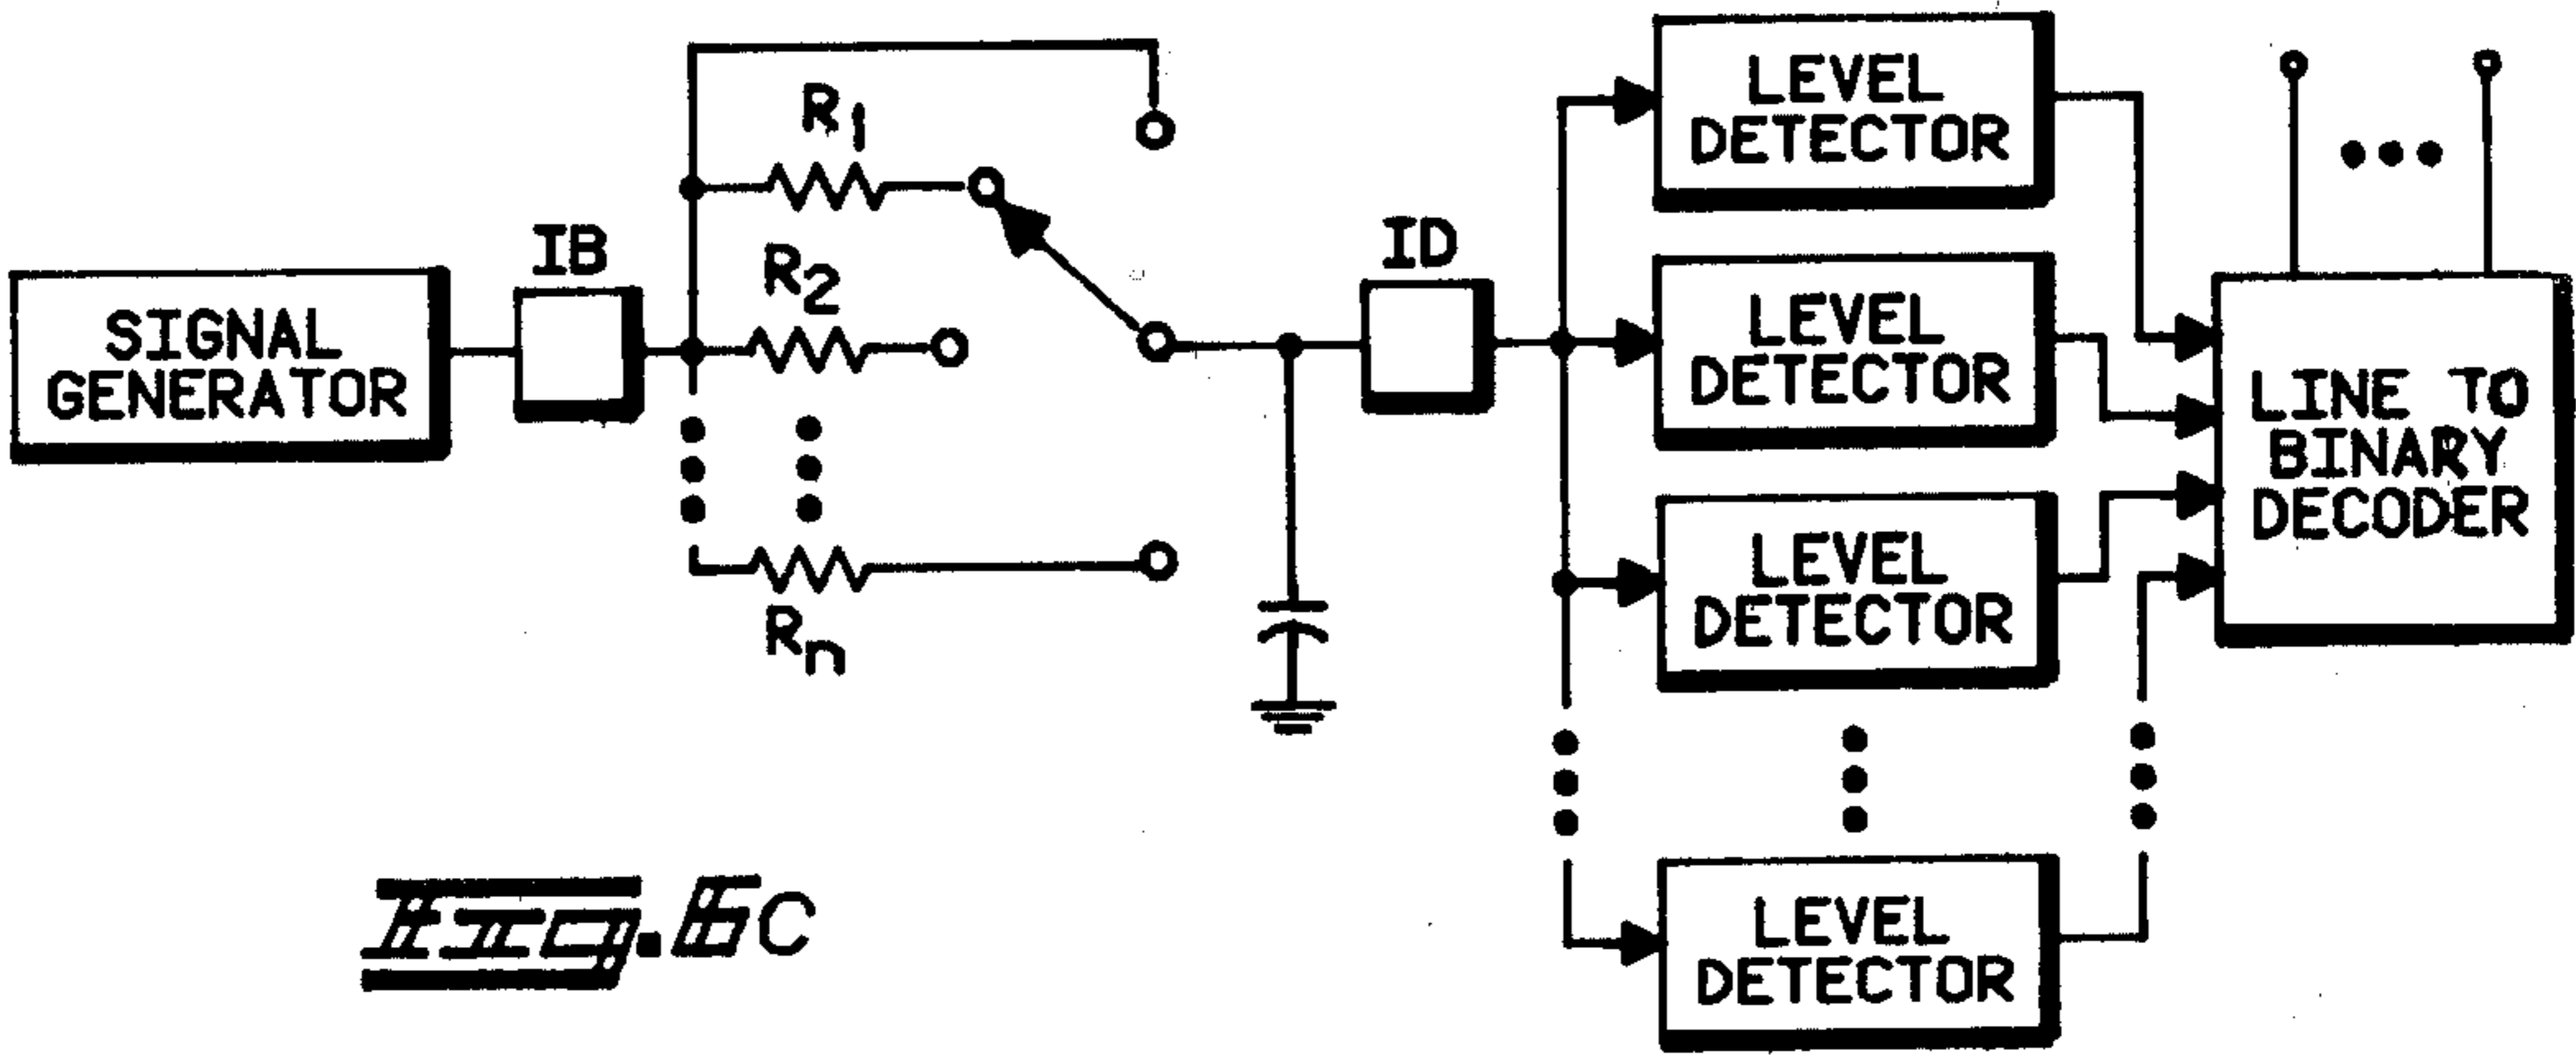 SIGNAL
GENERATOR
IB
R1
R2
Rn
ID
LEVEL
DETECTOR
LEVEL
DETECTOR
LEVEL
DETECTOR
LEVEL
DETECTOR
LINE TO
BINARY
DECODER
Fig. 6C